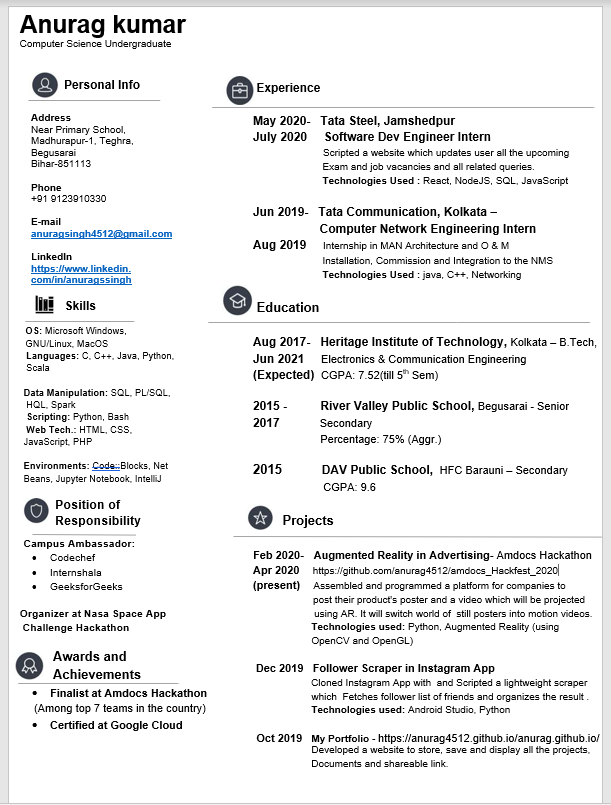 Anurag kumar
Computer Science Undergraduate
Personal Info
Address
Near Primary School,
Madhurapur-1, Teghra,
Begusarai
Bihar-851113
Phone
+91 9123910330
E-mail
anuragsingh4512@gmail.com
LinkedIn
https://www.linkedin.
com/in/anuragssingh
Skills
OS: Microsoft Windows,
GNU/Linux, MacOS
Languages: C, C++, Java, Python,
Scala
Data Manipulation: SQL, PL/SQL,
HQL, Spark
Scripting: Python, Bash
Web Tech.: HTML, CSS,
JavaScript, PHP
Environments: Code::Blocks, Net
Beans, Jupyter Notebook, IntelliJ
Position of
Responsibility
Campus Ambassador:
• Codechef
• Internshala
• GeeksforGeeks
Organizer at Nasa Space App
Challenge Hackathon
Awards and
Achievements
• Finalist at Amdocs Hackathon
(Among top 7 teams in the country)
• Certified at Google Cloud
Experience
May 2020- Tata Steel, Jamshedpur
July 2020 Software Dev Engineer Intern
Scripted a website which updates user all the upcoming
Exam and job vacancies and all related queries.
Technologies Used : React, NodeJS, SQL, JavaScript
Jun 2019- Tata Communication, Kolkata –
Computer Network Engineering Intern
Aug 2019 Internship in MAN Architecture and O & M
Installation, Commission and Integration to the NMS
Technologies Used : java, C++, Networking
Education
Aug 2017- Heritage Institute of Technology, Kolkata – B.Tech,
Jun 2021 Electronics & Communication Engineering
(Expected) CGPA: 7.52(till 5th Sem)
2015 - River Valley Public School, Begusarai - Senior
2017 Secondary
Percentage: 75% (Aggr.)
2015 DAV Public School, HFC Barauni – Secondary
CGPA: 9.6
Projects
Feb 2020- Augmented Reality in Advertising- Amdocs Hackathon
Apr 2020 https://github.com/anurag4512/amdocs_Hackfest_2020
(present) Assembled and programmed a platform for companies to
post their product's poster and a video which will be projected
using AR. It will switch world of still posters into motion videos.
Technologies used: Python, Augmented Reality (using
OpenCV and OpenGL)
Dec 2019 Follower Scraper in Instagram App
Cloned Instagram App with and Scripted a lightweight scraper
which Fetches follower list of friends and organizes the result .
Technologies used: Android Studio, Python
Oct 2019 My Portfolio - https://anurag4512.github.io/anurag.github.io/
Developed a website to store, save and display all the projects,
Documents and shareable link.